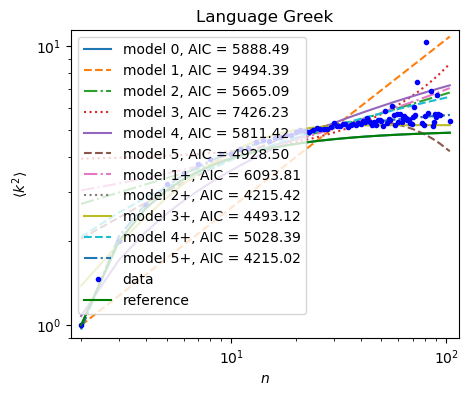 Language Greek
10¹
⟨k²⟩
10⁰
model 0, AIC = 5888.49
model 1, AIC = 9494.39
model 2, AIC = 5665.09
model 3, AIC = 7426.23
model 4, AIC = 5811.42
model 5, AIC = 4928.50
model 1+, AIC = 6093.81
model 2+, AIC = 4215.42
model 3+, AIC = 4493.12
model 4+, AIC = 5028.39
model 5+, AIC = 4215.02
data
reference
10¹ 10²
n